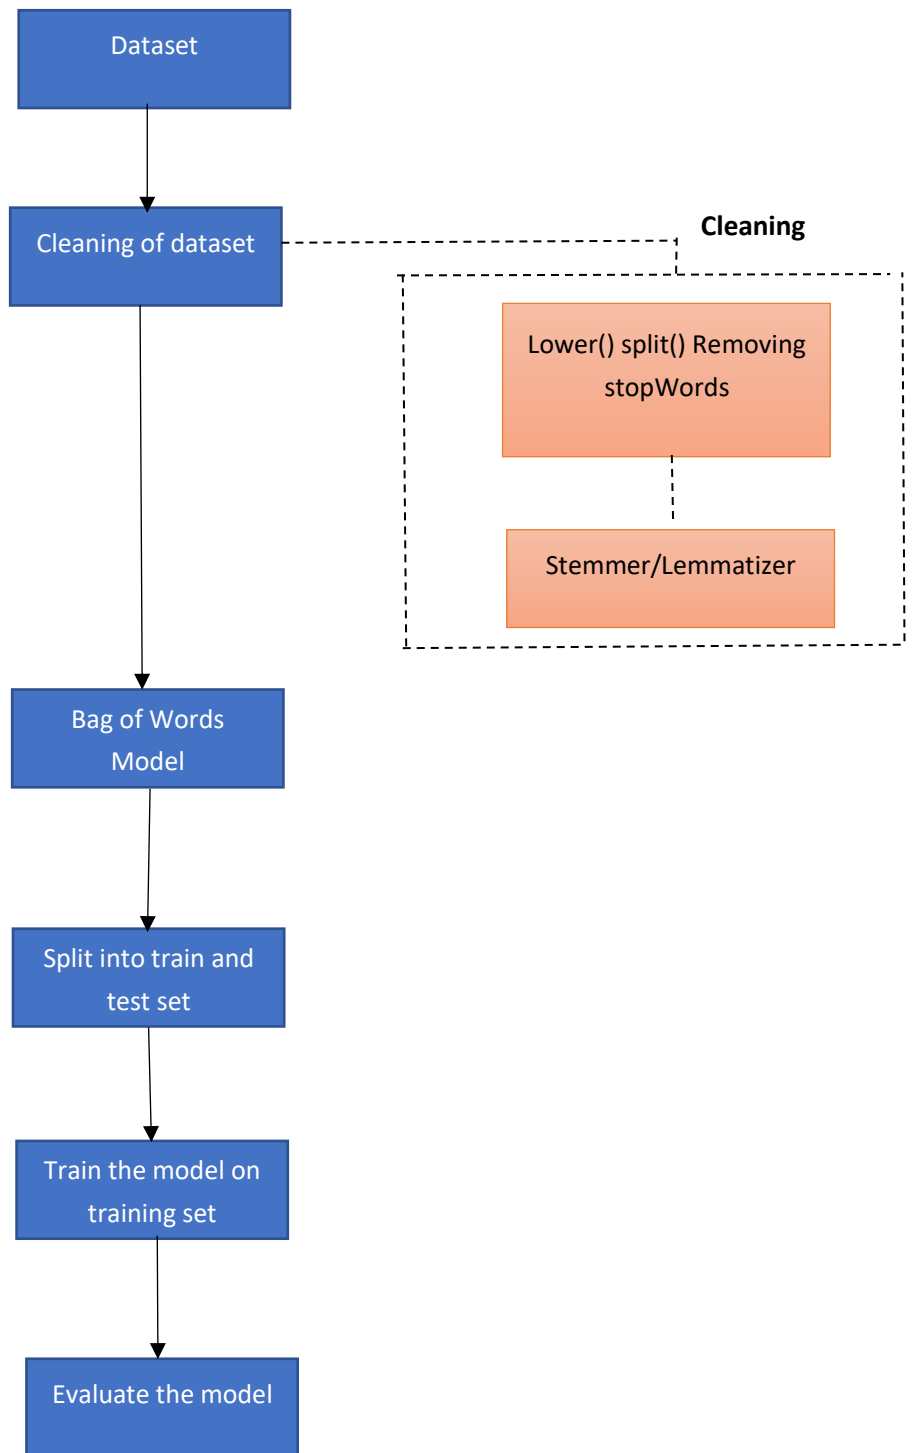 Dataset
Cleaning of dataset
Cleaning
Lower() split() Removing
stopWords
Stemmer/Lemmatizer
Bag of Words
Model
Split into train and
test set
Train the model on
training set
Evaluate the model